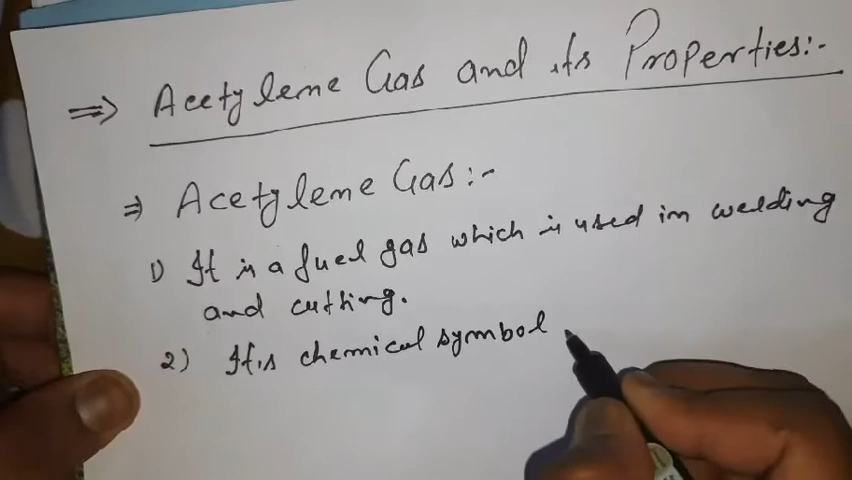 ⇒ Acetylene Gas and its Properties:-
⇒ Acetylene Gas:-
1) It is a fuel gas which is used in welding
and cutting.
2) Its chemical symbol